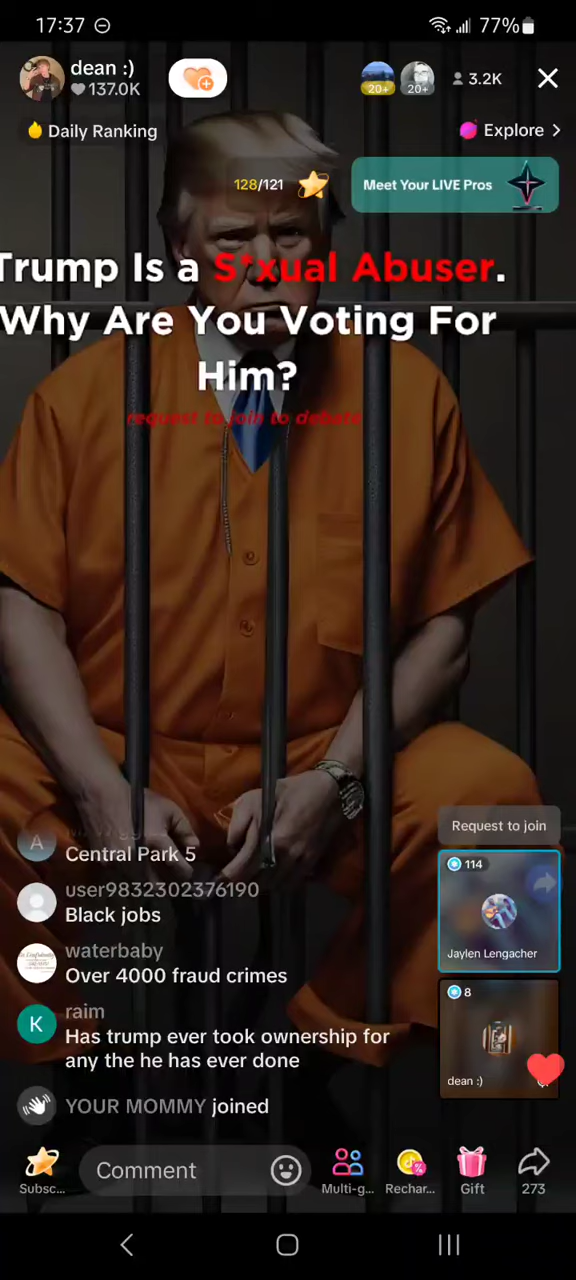 17:37
77%
dean :)
137.0K
20+
20+
3.2K
Daily Ranking
Explore
128/121
Meet Your LIVE Pros
Trump Is a S*xual Abuser.
Why Are You Voting For
Him?
request to join to debate
Request to join
A
Central Park 5
114
user9832302376190
Black jobs
waterbaby
Jaylen Lengacher
Over 4000 fraud crimes
8
K
raim
Has trump ever took ownership for
any the he has ever done
dean :)
YOUR MOMMY joined
Comment
Subsc...
Multi-g...
Rechar...
Gift
273